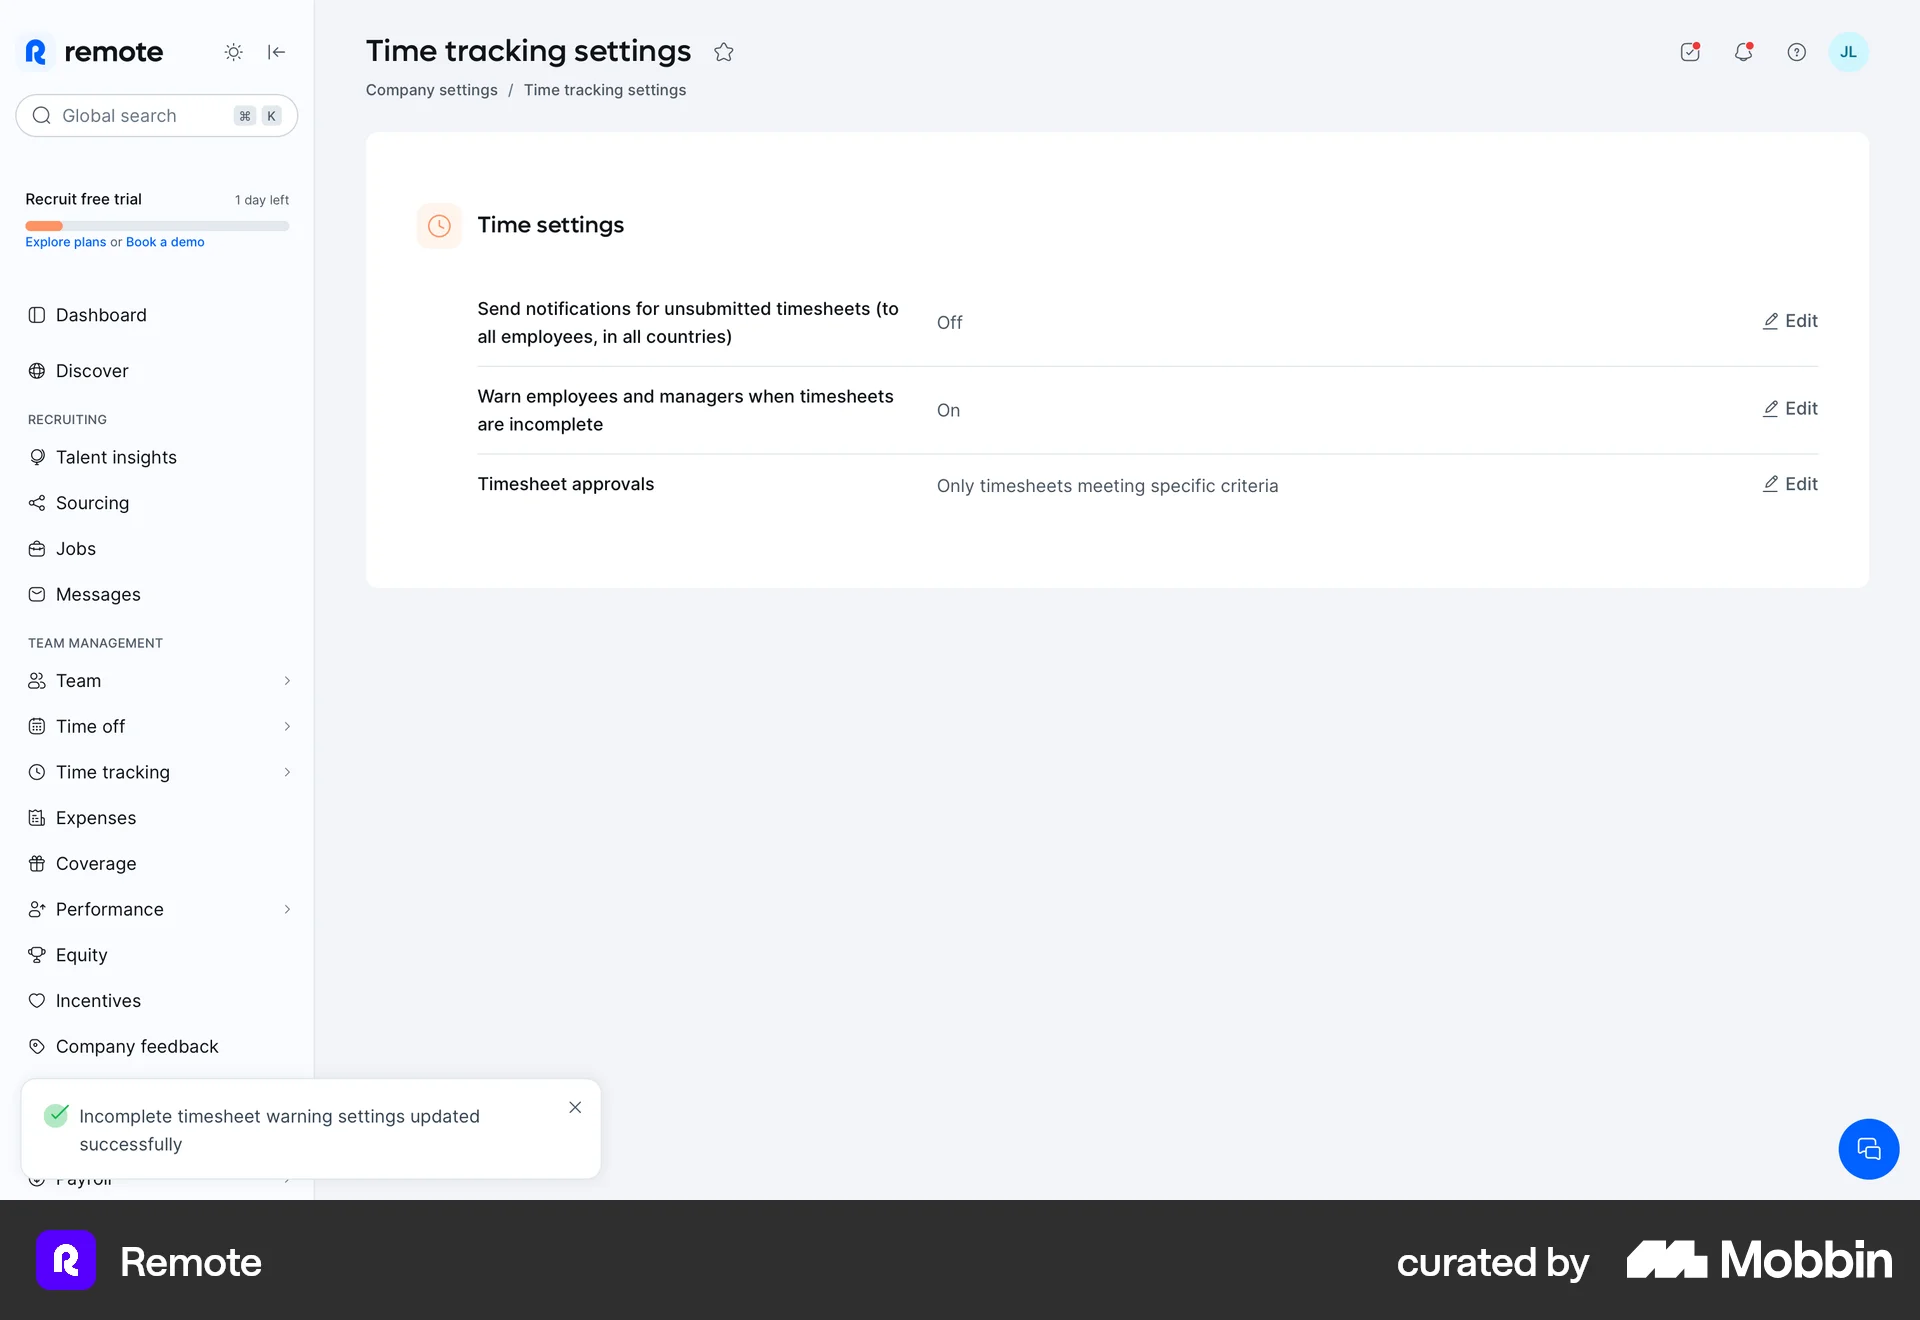 remote
Global search
⌘ K
Recruit free trial
1 day left
Explore plans or Book a demo
Dashboard
Discover
RECRUITING
Talent insights
Sourcing
Jobs
Messages
TEAM MANAGEMENT
Team
Time off
Time tracking
Expenses
Coverage
Performance
Equity
Incentives
Company feedback
Payroll
Time tracking settings
Company settings / Time tracking settings
JL
Time settings
Send notifications for unsubmitted timesheets (to
all employees, in all countries)
Off
Edit
Warn employees and managers when timesheets
are incomplete
On
Edit
Timesheet approvals
Only timesheets meeting specific criteria
Edit
Incomplete timesheet warning settings updated
successfully
Remote
curated by
Mobbin